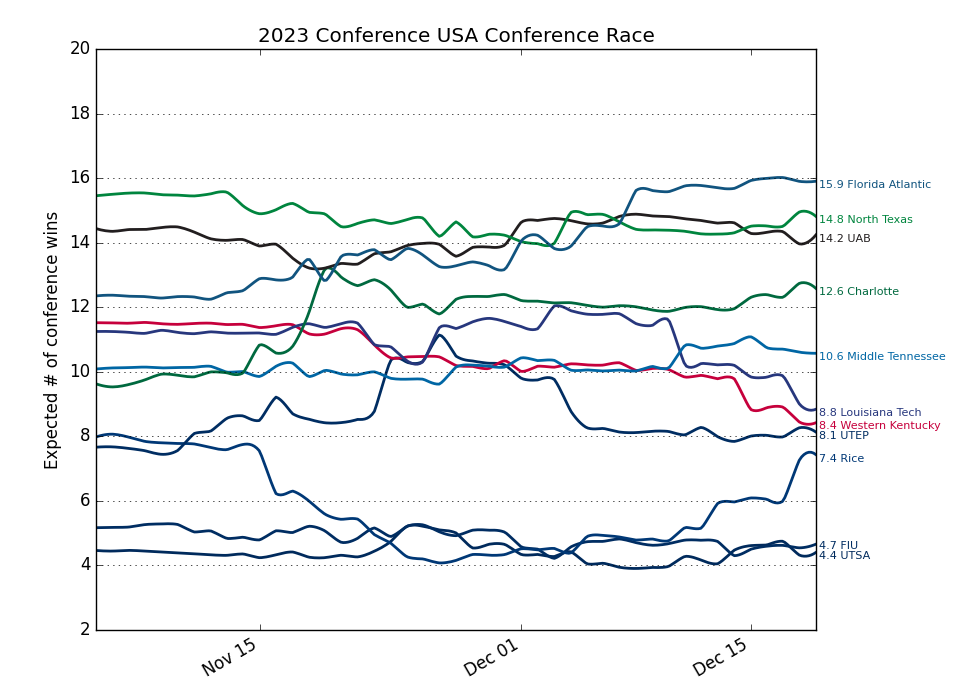 2023 Conference USA Conference Race
Expected # of conference wins
20
18
16
14
12
10
8
6
4
2
Nov 15
Dec 01
Dec 15
15.9 Florida Atlantic
14.8 North Texas
14.2 UAB
12.6 Charlotte
10.6 Middle Tennessee
8.8 Louisiana Tech
8.4 Western Kentucky
8.1 UTEP
7.4 Rice
4.7 FIU
4.4 UTSA